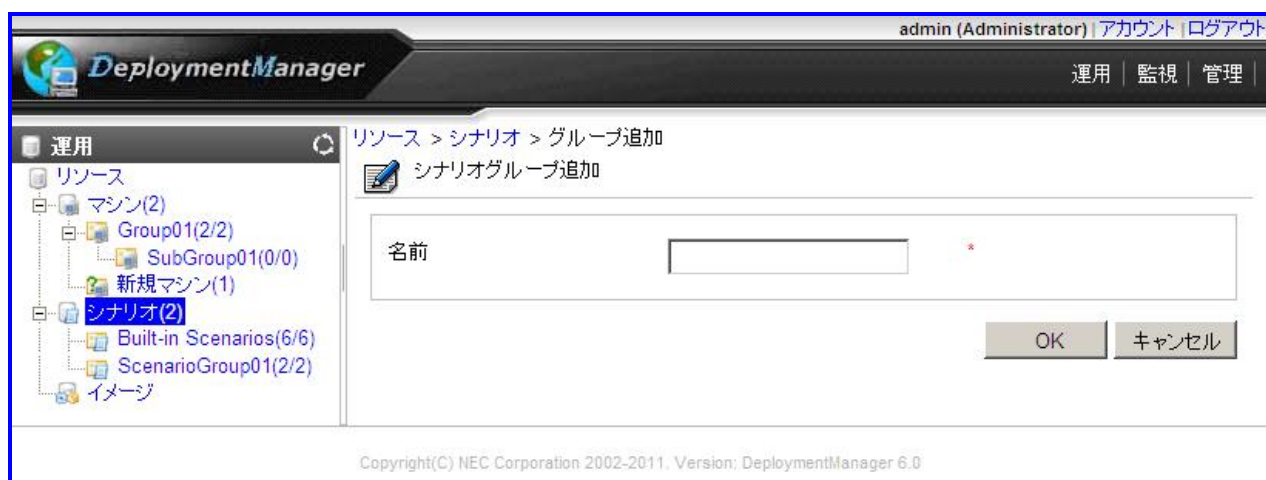 admin (Administrator) | アカウント | ログアウト
DeploymentManager
運用 | 監視 | 管理 |
運用
リソース
マシン(2)
Group01(2/2)
SubGroup01(0/0)
新規マシン(1)
シナリオ(2)
Built-in Scenarios(6/6)
ScenarioGroup01(2/2)
イメージ
リソース > シナリオ > グループ追加
シナリオグループ追加
名前 *
OK キャンセル
Copyright(C) NEC Corporation 2002-2011, Version: DeploymentManager 6.0